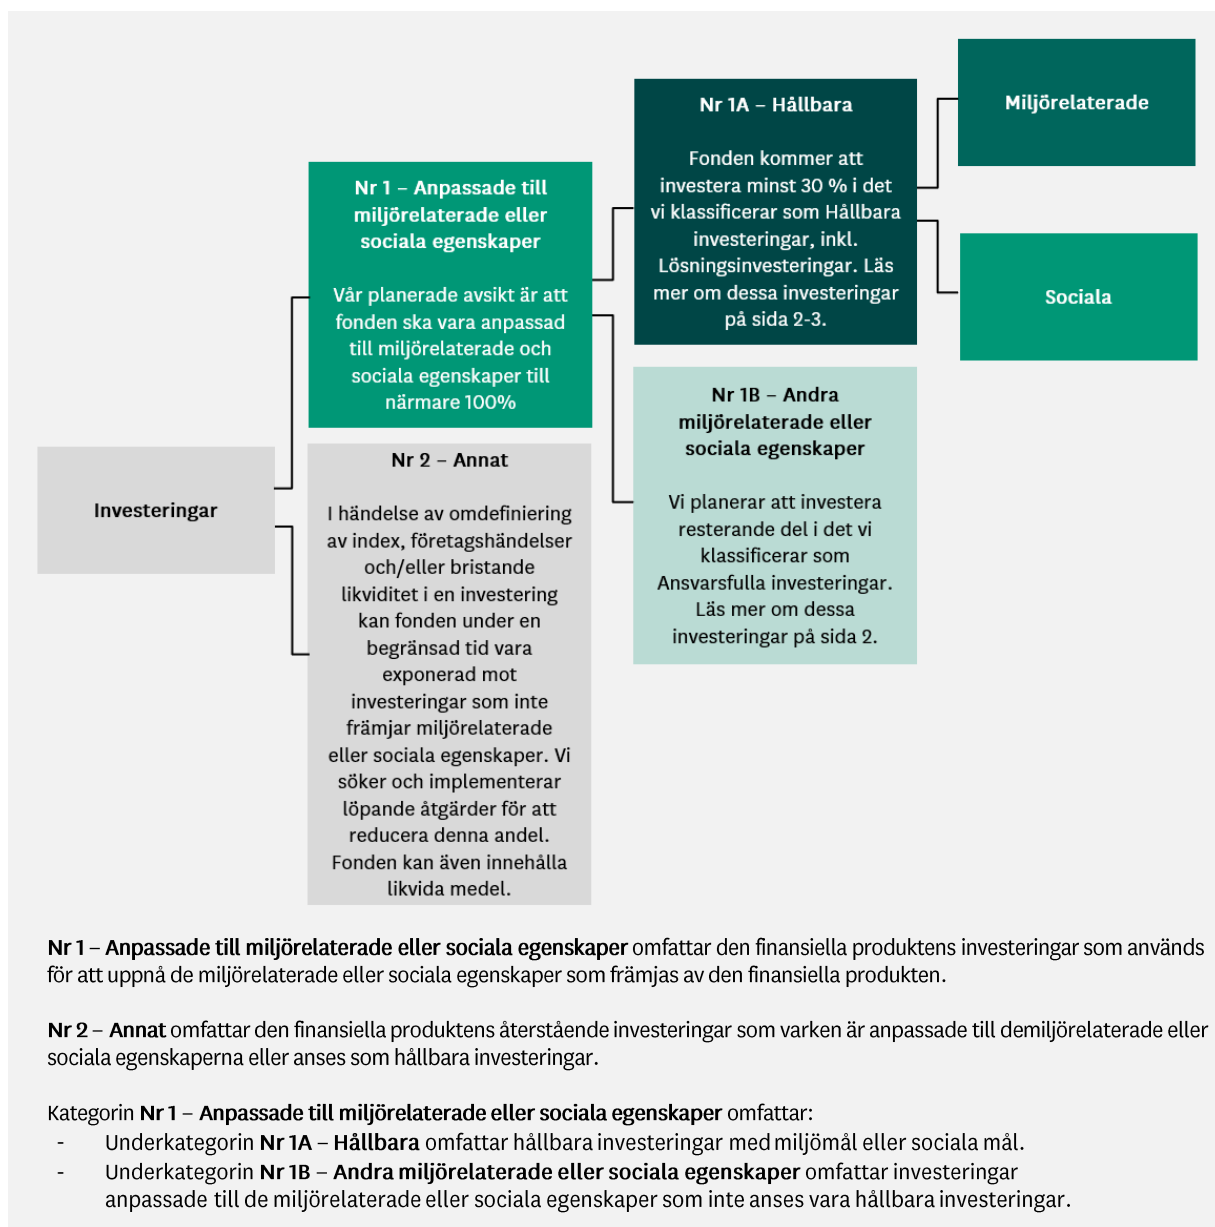 Investeringar
Nr 1 – Anpassade till
miljörelaterade eller
sociala egenskaper
Vår planerade avsikt är att
fonden ska vara anpassad
till miljörelaterade och
sociala egenskaper till
närmare 100%
Nr 2 – Annat
I händelse av omdefiniering
av index, företagshändelser
och/eller bristande
likviditet i en investering
kan fonden under en
begränsad tid vara
exponerad mot
investeringar som inte
främjar miljörelaterade
eller sociala egenskaper. Vi
söker och implementerar
löpande åtgärder för att
reducera denna andel.
Fonden kan även innehålla
likvida medel.
Nr 1A – Hållbara
Fonden kommer att
investera minst 30 % i det
vi klassificerar som Hållbara
investeringar, inkl.
Lösningsinvesteringar. Läs
mer om dessa investeringar
på sida 2-3.
Nr 1B – Andra
miljörelaterade eller
sociala egenskaper
Vi planerar att investera
resterande del i det vi
klassificerar som
Ansvarsfulla investeringar.
Läs mer om dessa
investeringar på sida 2.
Miljörelaterade
Sociala
Nr 1 – Anpassade till miljörelaterade eller sociala egenskaper omfattar den finansiella produktens investeringar som används
för att uppnå de miljörelaterade eller sociala egenskaper som främjas av den finansiella produkten.
Nr 2 – Annat omfattar den finansiella produktens återstående investeringar som varken är anpassade till demiljörelaterade eller
sociala egenskaperna eller anses som hållbara investeringar.
Kategorin Nr 1 – Anpassade till miljörelaterade eller sociala egenskaper omfattar:
- Underkategorin Nr 1A – Hållbara omfattar hållbara investeringar med miljömål eller sociala mål.
- Underkategorin Nr 1B – Andra miljörelaterade eller sociala egenskaper omfattar investeringar
anpassade till de miljörelaterade eller sociala egenskaper som inte anses vara hållbara investeringar.